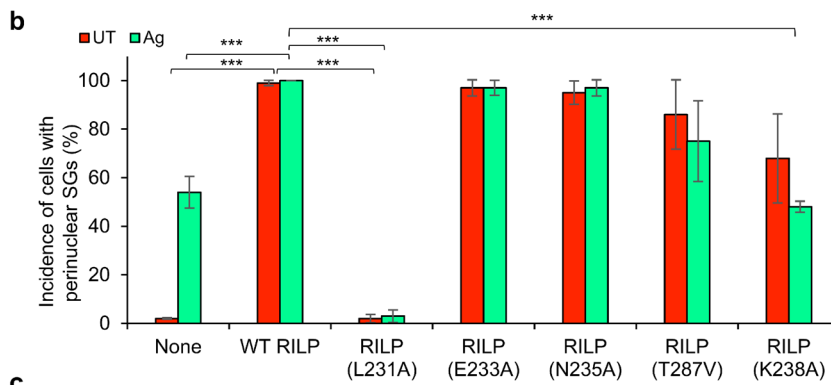 b
UT Ag
***
***
***
***
***
Incidence of cells with
perinuclear SGs (%)
100
80
60
40
20
0
None WT RILP RILP RILP RILP RILP RILP
(L231A) (E233A) (N235A) (T287V) (K238A)